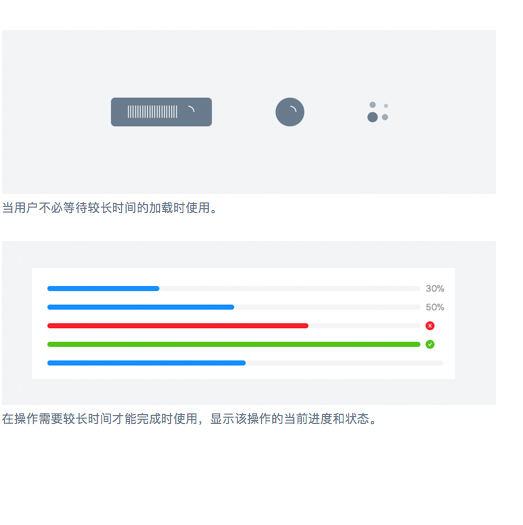 当用户不必等待较长时间的加载时使用。
30%
50%
在操作需要较长时间才能完成时使用，显示该操作的当前进度和状态。